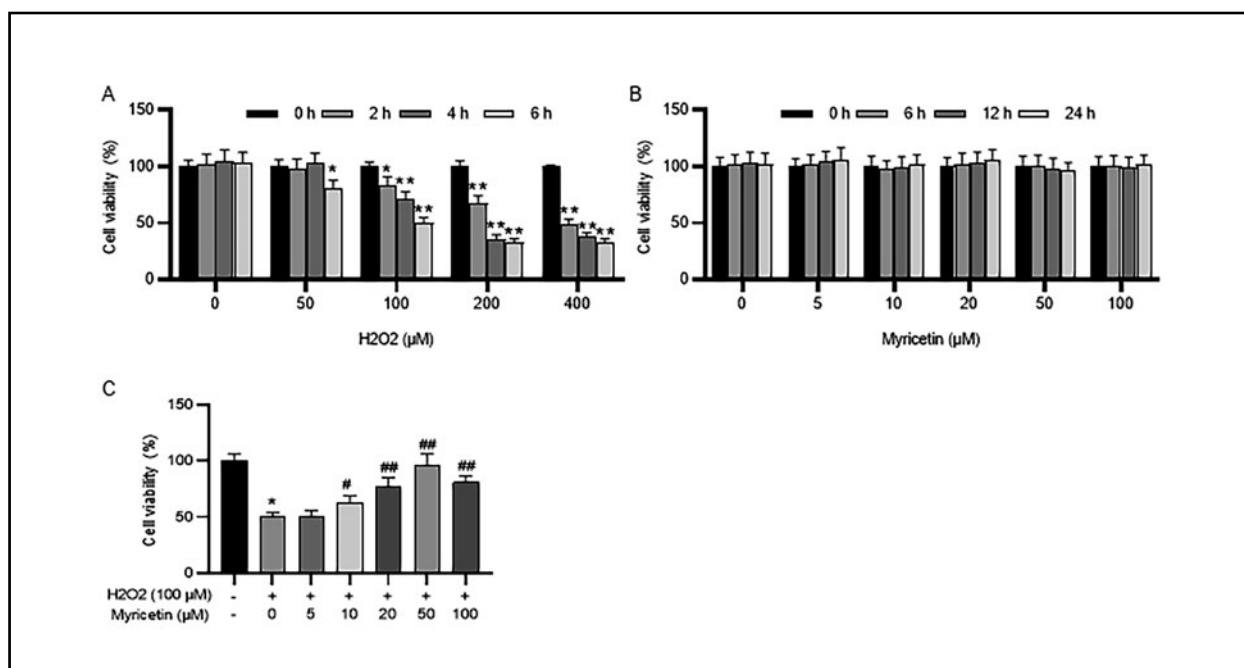 A
0 h 2 h 4 h 6 h
150
100
50
0
Cell viability (%)
* * ** ** ** ** ** ** ** **
0 50 100 200 400
H2O2 (µM)
B
0 h 6 h 12 h 24 h
150
100
50
0
Cell viability (%)
0 5 10 20 50 100
Myricetin (µM)
C
150
100
50
0
Cell viability (%)
* # ## ## ##
H2O2 (100 µM) - + + + + + +
Myricetin (µM) - 0 5 10 20 50 100